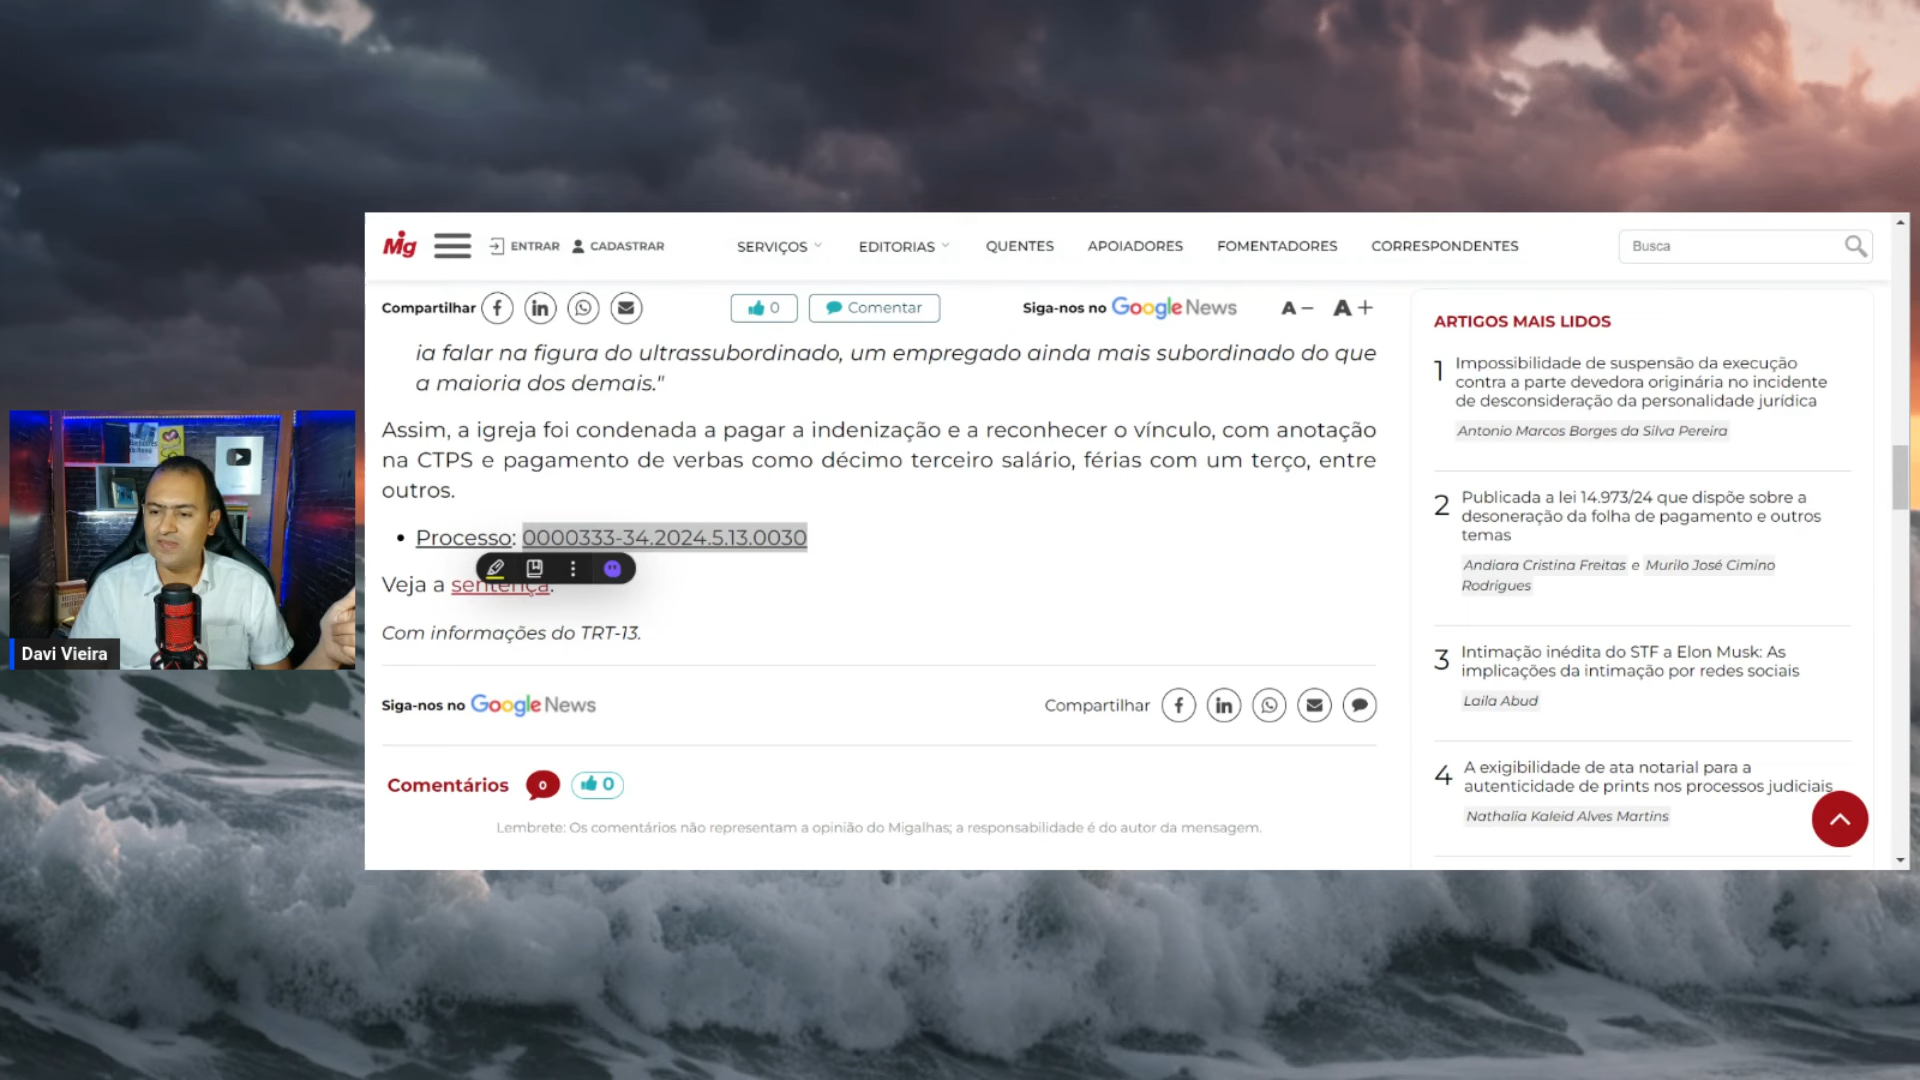 Mig
ENTRAR
CADASTRAR
SERVIÇOS
EDITORIAS
QUENTES
APOIADORES
FOMENTADORES
CORRESPONDENTES
Busca
Compartilhar
0
Comentar
Siga-nos no Google News
A−
A+
ia falar na figura do ultrassubordinado, um empregado ainda mais subordinado do que
a maioria dos demais."
Assim, a igreja foi condenada a pagar a indenização e a reconhecer o vínculo, com anotação
na CTPS e pagamento de verbas como décimo terceiro salário, férias com um terço, entre
outros.
• Processo: 0000333-34.2024.5.13.0030
Veja a sentença.
Com informações do TRT-13.
Siga-nos no Google News
Compartilhar
Comentários
0
0
Lembrete: Os comentários não representam a opinião do Migalhas; a responsabilidade é do autor da mensagem.
ARTIGOS MAIS LIDOS
1
Impossibilidade de suspensão da execução
contra a parte devedora originária no incidente
de desconsideração da personalidade jurídica
Antonio Marcos Borges da Silva Pereira
2
Publicada a lei 14.973/24 que dispõe sobre a
desoneração da folha de pagamento e outros
temas
Andiara Cristina Freitas e Murilo José Cimino
Rodrigues
3
Intimação inédita do STF a Elon Musk: As
implicações da intimação por redes sociais
Laila Abud
4
A exigibilidade de ata notarial para a
autenticidade de prints nos processos judiciais
Nathalia Kaleid Alves Martins
Davi Vieira